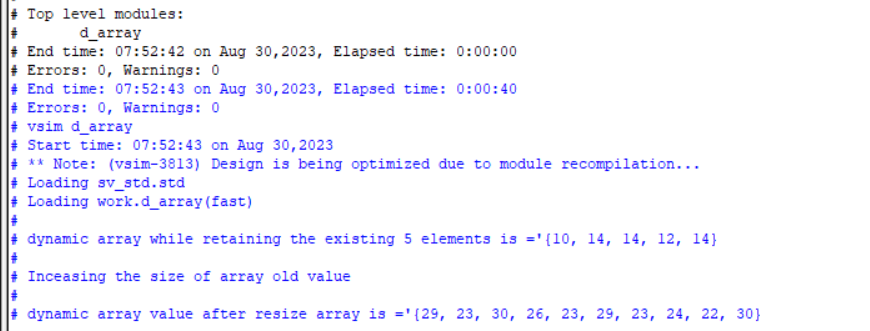 # Top level modules:
#       d_array
# End time: 07:52:42 on Aug 30,2023, Elapsed time: 0:00:00
# Errors: 0, Warnings: 0
# End time: 07:52:43 on Aug 30,2023, Elapsed time: 0:00:40
# Errors: 0, Warnings: 0
# vsim d_array
# Start time: 07:52:43 on Aug 30,2023
# ** Note: (vsim-3813) Design is being optimized due to module recompilation...
# Loading sv_std.std
# Loading work.d_array(fast)
#
# dynamic array while retaining the existing 5 elements is ='{10, 14, 14, 12, 14}
#
# Inceasing the size of array old value
#
# dynamic array value after resize array is ='{29, 23, 30, 26, 23, 29, 23, 24, 22, 30}